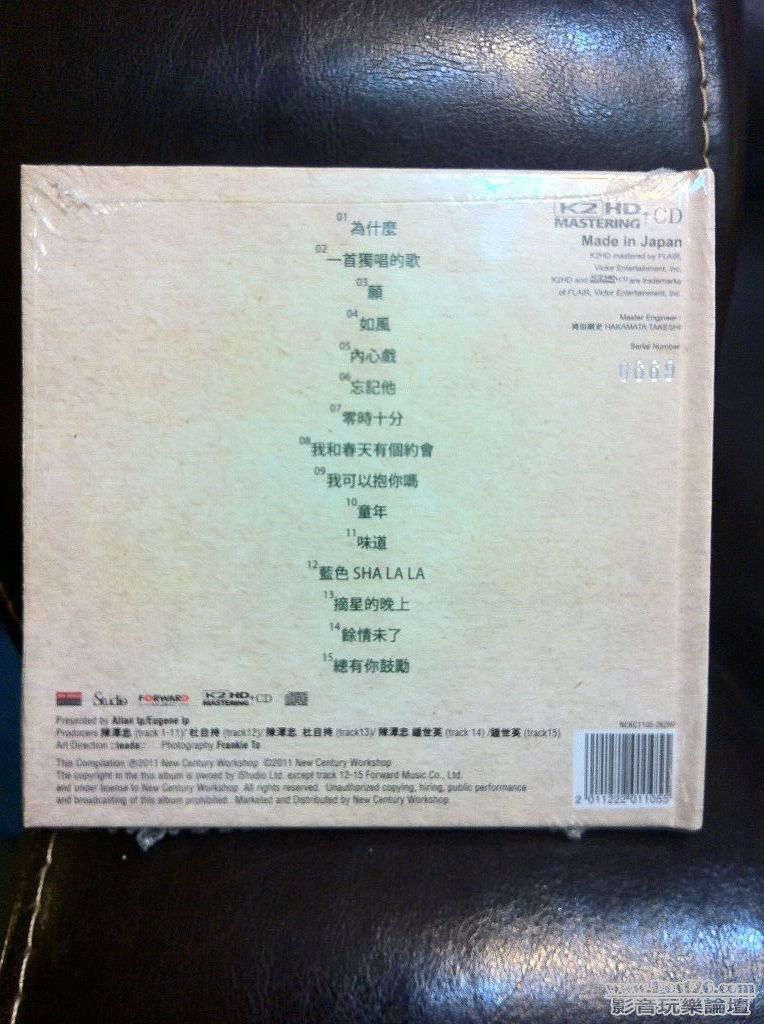 01 為什麼
02 一首獨唱的歌
03 願
04 如風
05 內心戲
06 忘記他
07 零時十分
08 我和春天有個約會
09 我可以抱你嗎
10 童年
11 味道
12 藍色 SHA LA LA
13 摘星的晚上
14 餘情未了
15 總有你鼓勵
K2 HD +CD
MASTERING
Made in Japan
K2HD mastered by FLAIR,
Victor Entertainment, Inc.
K2HD and are trademarks
of FLAIR, Victor Entertainment, Inc.
Master Engineer:
袴田剛史 HAKAMATA TAKESHI
Serial Number
0669
iStudio FORWARD K2 HD MASTERING +CD
Presented by Allan Ip/Eugene Ip
Producers 陳澤忠 (track 1-11)/ 杜自持 (track12)/ 陳澤忠 杜自持 (track13)/ 陳澤忠 鍾世英 (track 14) /鍾世英 (track15)
Art Direction ::leada:: Photography Frankie To
This Compilation ℗2011 New Century Workshop ©2011 New Century Workshop
The copyright in the album is owned by iStudio Ltd. except track 12-15 Forward Music Co., Ltd.
and under license to New Century Workshop All rights reserved. Unauthorized copying, hiring, public performance
and broadcasting of this album prohibited. Marketed and Distributed by New Century Workshop.
2 011222 011065
www.Post76.com
影音玩樂論壇